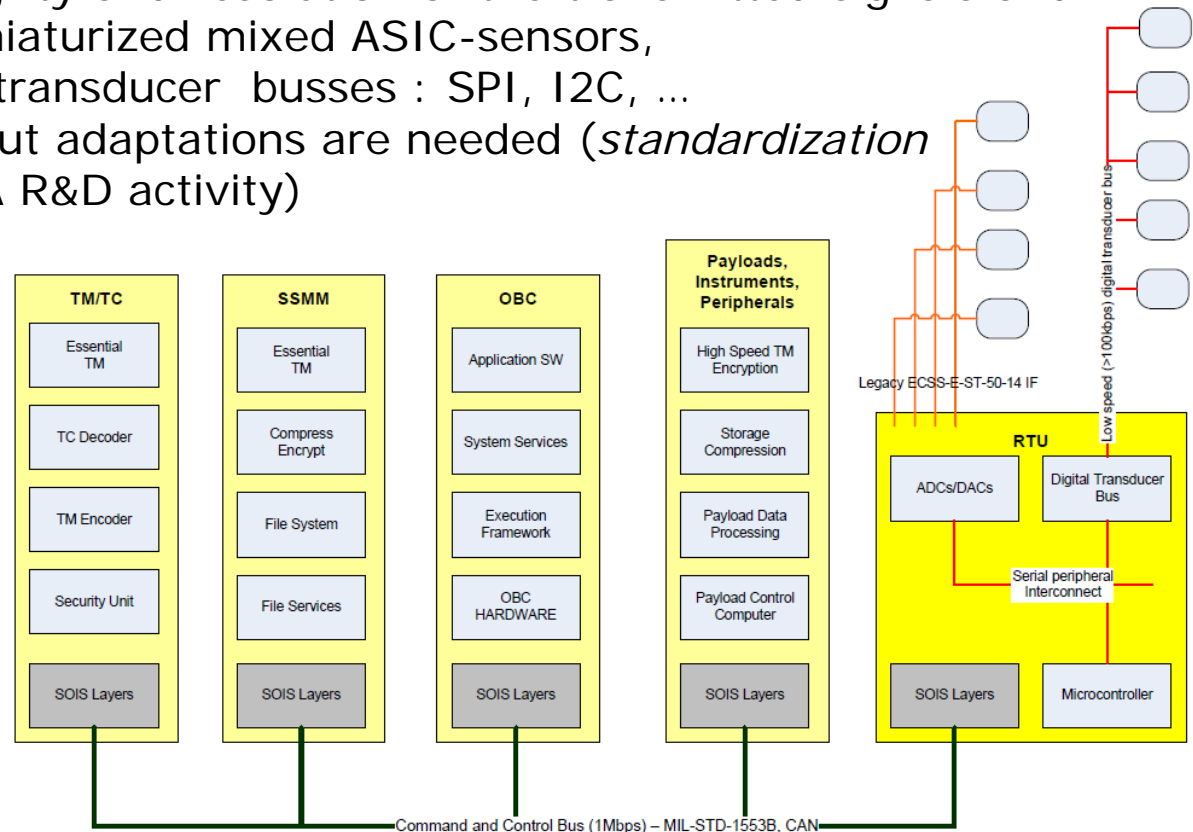 miaturized mixed ASIC-sensors,
transducer busses : SPI, I2C, ...
ut adaptations are needed (standardization
R&D activity)
Low speed (>100kbps) digital transducer bus
Legacy ECSS-E-ST-50-14 IF
TM/TC
Essential
TM
TC Decoder
TM Encoder
Security Unit
SOIS Layers
SSMM
Essential
TM
Compress
Encrypt
File System
File Services
SOIS Layers
OBC
Application SW
System Services
Execution
Framework
OBC
HARDWARE
SOIS Layers
Payloads,
Instruments,
Peripherals
High Speed TM
Encryption
Storage
Compression
Payload Data
Processing
Payload Control
Computer
SOIS Layers
RTU
ADCs/DACs
Digital Transducer
Bus
Serial peripheral
Interconnect
SOIS Layers
Microcontroller
Command and Control Bus (1Mbps) – MIL-STD-1553B, CAN